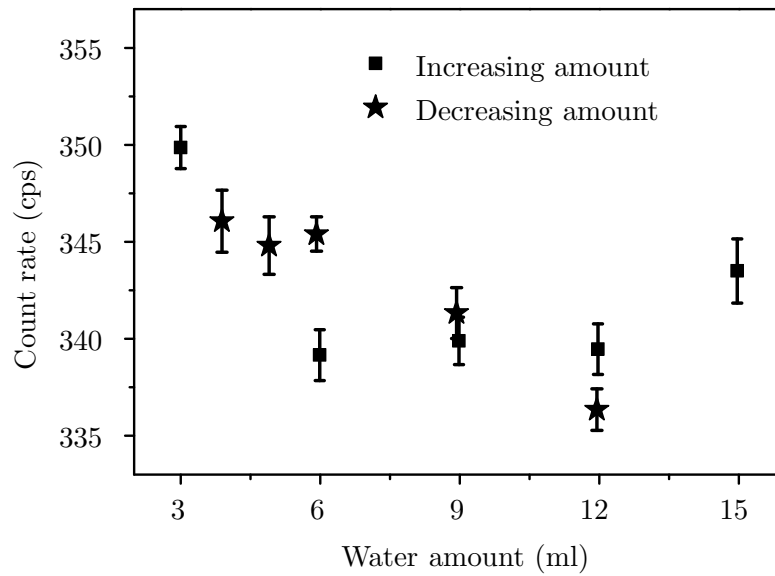 355
350
345
340
335
Count rate (cps)
Increasing amount
Decreasing amount
3 6 9 12 15
Water amount (ml)